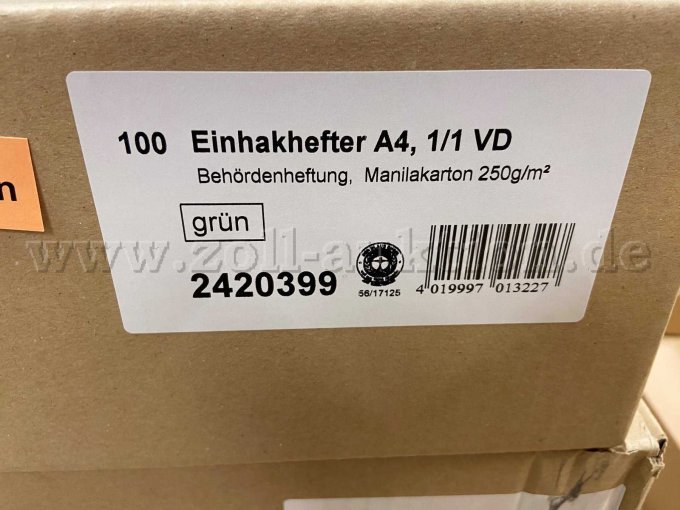 100 Einhakhefter A4, 1/1 VD
Behördenheftung, Manilakarton 250g/m²
grün
n
www.zoll-auktion.de
2420399
56/17125
4 019997 013227